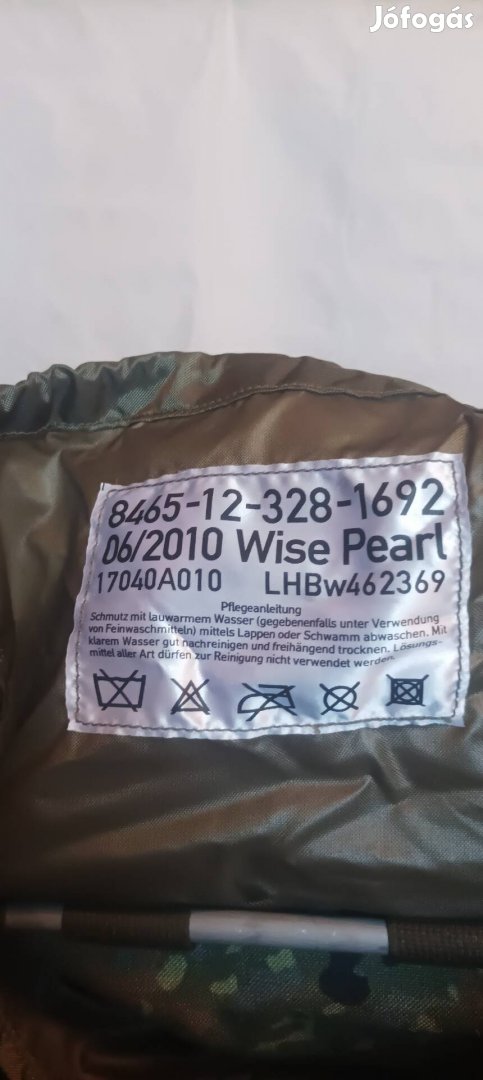 Jófogás
8465-12-328-1692
06/2010 Wise Pearl
17040A010 LHBw462369
Pflegeanleitung
Schmutz mit lauwarmem Wasser (gegebenenfalls unter Verwendung
von Feinwaschmitteln) mittels Lappen oder Schwamm abwaschen. Mit
klarem Wasser gut nachreinigen und freihängend trocknen. Lösungs-
mittel aller Art dürfen zur Reinigung nicht verwendet werden.